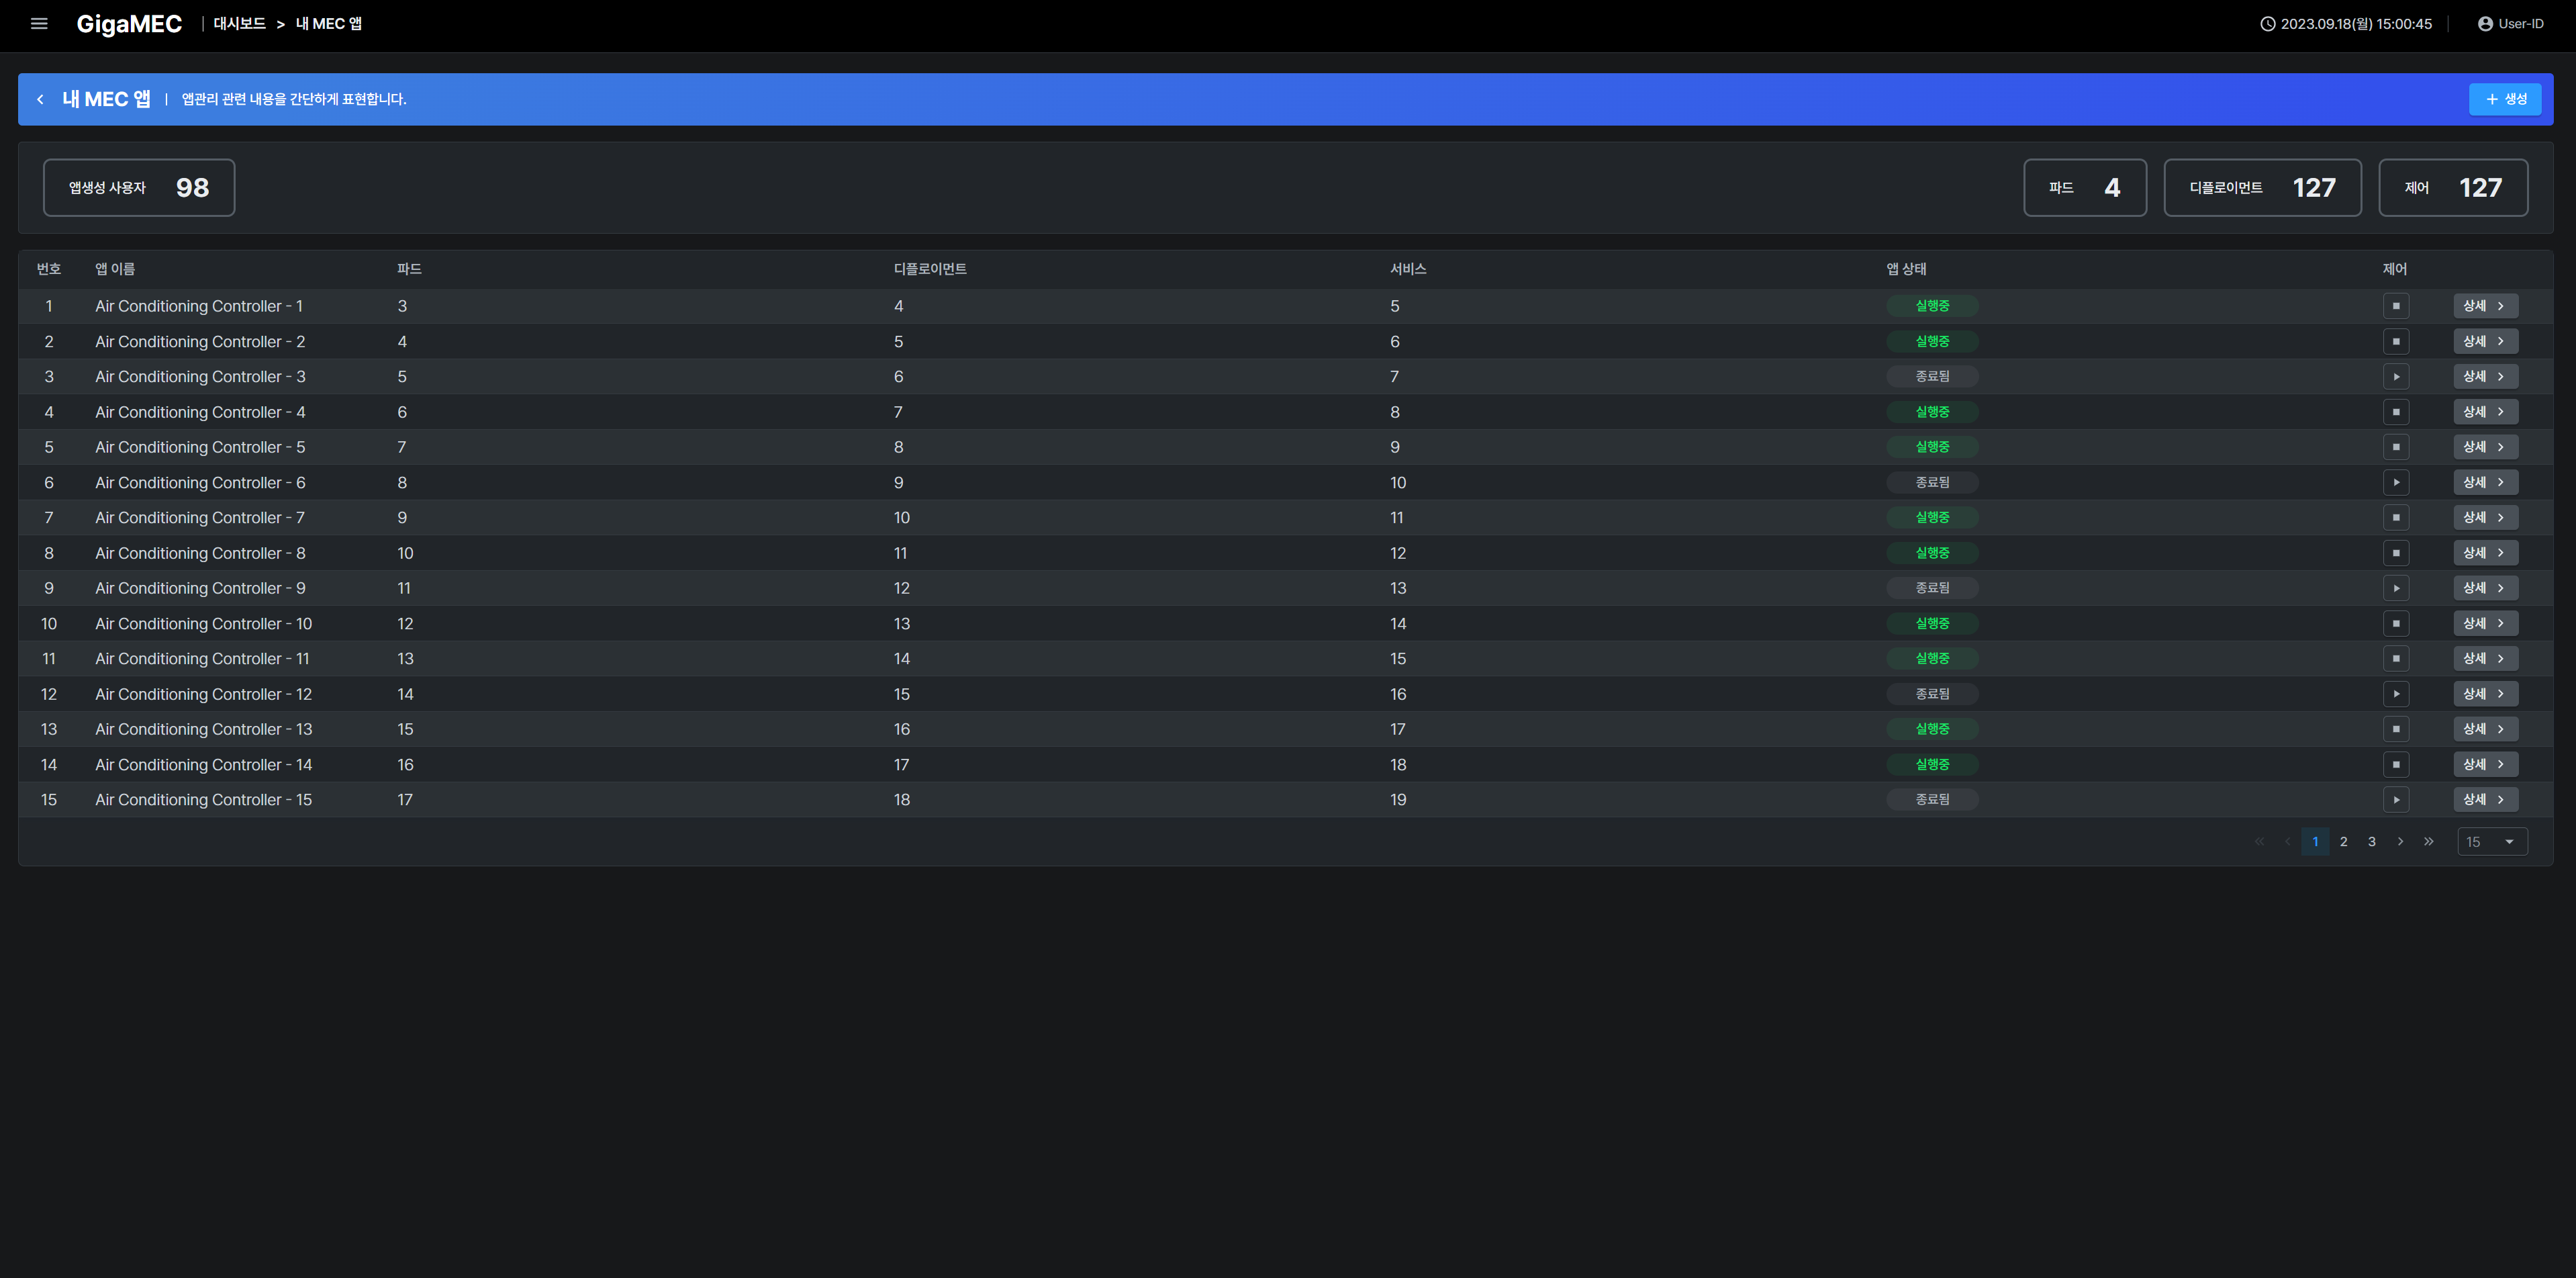 GigaMEC | 대시보드 > 내 MEC 앱 2023.09.18(월) 15:00:45 | User-ID
내 MEC 앱 | 앱관리 관련 내용을 간단하게 표현합니다. + 생성
앱생성 사용자 98 파드 4 디플로이먼트 127 제어 127
번호 앱 이름 파드 디플로이먼트 서비스 앱 상태 제어
1 Air Conditioning Controller - 1 3 4 5 실행중 상세 >
2 Air Conditioning Controller - 2 4 5 6 실행중 상세 >
3 Air Conditioning Controller - 3 5 6 7 종료됨 상세 >
4 Air Conditioning Controller - 4 6 7 8 실행중 상세 >
5 Air Conditioning Controller - 5 7 8 9 실행중 상세 >
6 Air Conditioning Controller - 6 8 9 10 종료됨 상세 >
7 Air Conditioning Controller - 7 9 10 11 실행중 상세 >
8 Air Conditioning Controller - 8 10 11 12 실행중 상세 >
9 Air Conditioning Controller - 9 11 12 13 종료됨 상세 >
10 Air Conditioning Controller - 10 12 13 14 실행중 상세 >
11 Air Conditioning Controller - 11 13 14 15 실행중 상세 >
12 Air Conditioning Controller - 12 14 15 16 종료됨 상세 >
13 Air Conditioning Controller - 13 15 16 17 실행중 상세 >
14 Air Conditioning Controller - 14 16 17 18 실행중 상세 >
15 Air Conditioning Controller - 15 17 18 19 종료됨 상세 >
« < 1 2 3 > » 15